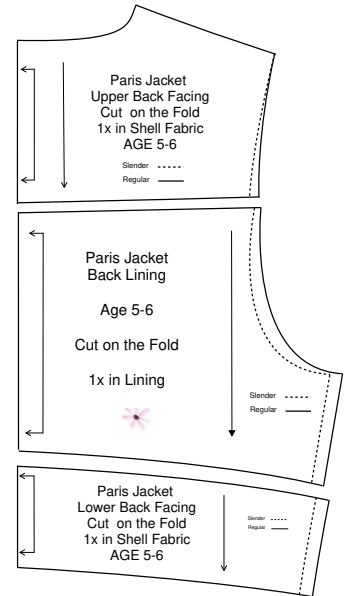 Paris Jacket
Upper Back Facing
Cut on the Fold
1x in Shell Fabric
AGE 5-6
Slender
Regular
Paris Jacket
Back Lining
Age 5-6
Cut on the Fold
1x in Lining
Slender
Regular
Paris Jacket
Lower Back Facing
Cut on the Fold
1x in Shell Fabric
AGE 5-6
Slender
Regular